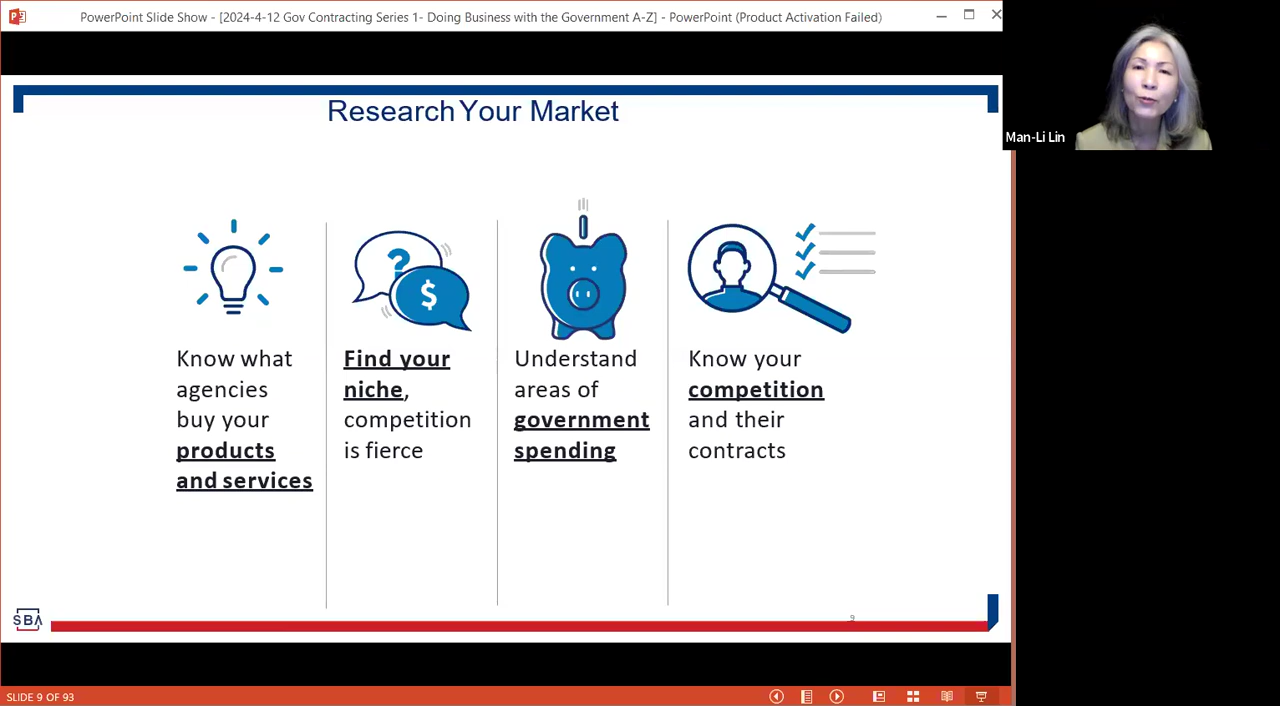 PowerPoint Slide Show - [2024-4-12 Gov Contracting Series 1- Doing Business with the Government A-Z] - PowerPoint (Product Activation Failed)
Man-Li Lin
Research Your Market
?
$
Know what
agencies
buy your
products
and services
Find your
niche,
competition
is fierce
Understand
areas of
government
spending
Know your
competition
and their
contracts
SBA
9
SLIDE 9 OF 93